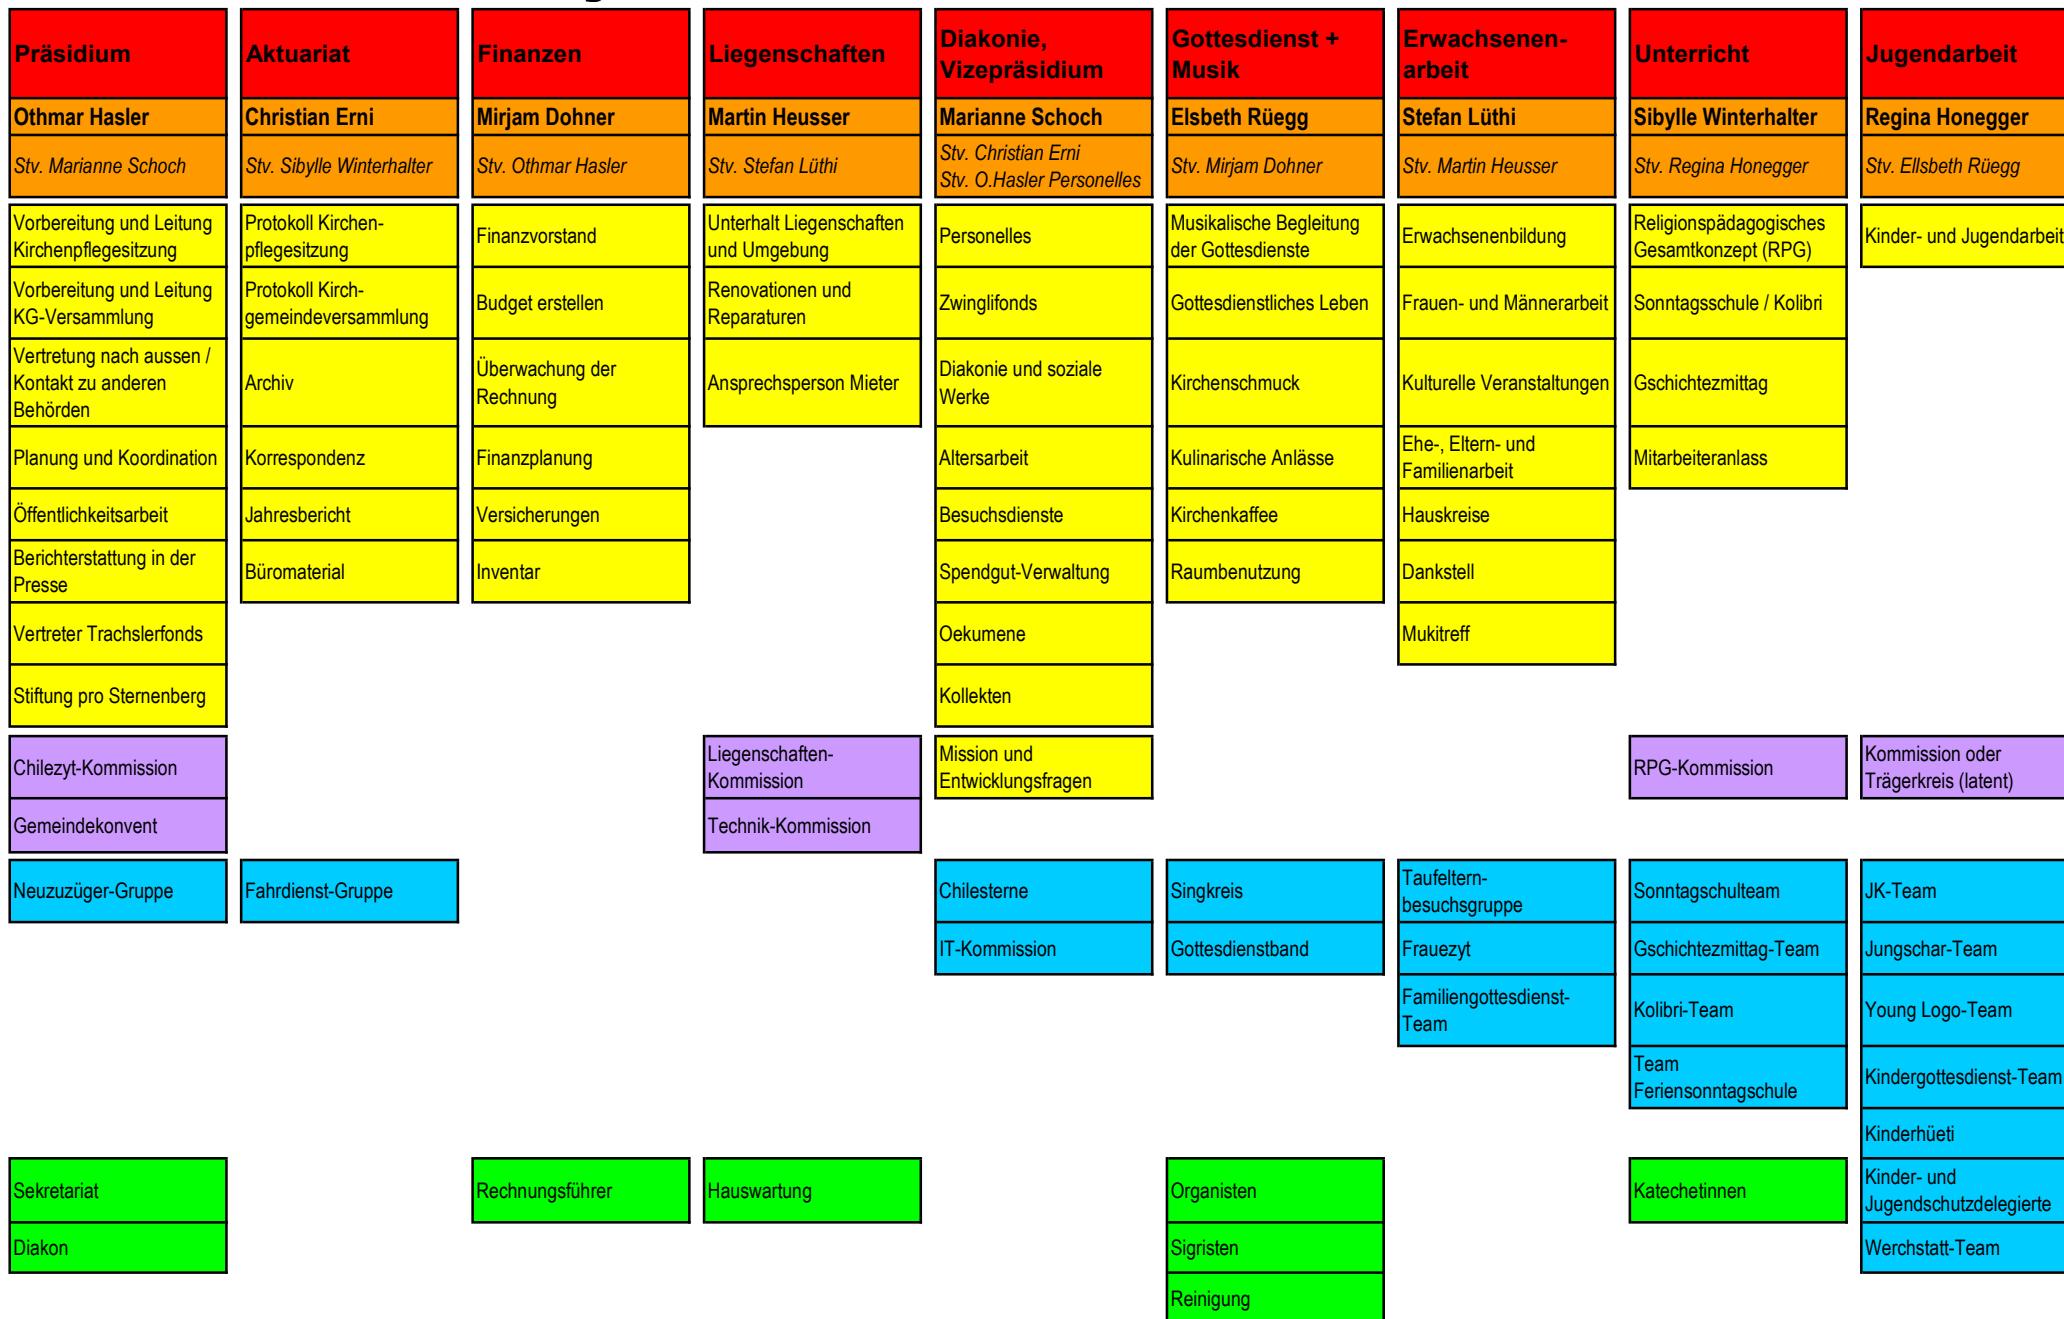 g
Präsidium
Aktuariat
Finanzen
Liegenschaften
Diakonie,
Vizepräsidium
Gottesdienst +
Musik
Erwachsenen-
arbeit
Unterricht
Jugendarbeit
Othmar Hasler
Christian Erni
Mirjam Dohner
Martin Heusser
Marianne Schoch
Elsbeth Rüegg
Stefan Lüthi
Sibylle Winterhalter
Regina Honegger
Stv. Marianne Schoch
Stv. Sibylle Winterhalter
Stv. Othmar Hasler
Stv. Stefan Lüthi
Stv. Christian Erni
Stv. O.Hasler Personelles
Stv. Mirjam Dohner
Stv. Martin Heusser
Stv. Regina Honegger
Stv. Ellsbeth Rüegg
Vorbereitung und Leitung
Kirchenpflegesitzung
Protokoll Kirchen-
pflegesitzung
Finanzvorstand
Unterhalt Liegenschaften
und Umgebung
Personelles
Musikalische Begleitung
der Gottesdienste
Erwachsenenbildung
Religionspädagogisches
Gesamtkonzept (RPG)
Kinder- und Jugendarbeit
Vorbereitung und Leitung
KG-Versammlung
Protokoll Kirch-
gemeindeversammlung
Budget erstellen
Renovationen und
Reparaturen
Zwinglifonds
Gottesdienstliches Leben
Frauen- und Männerarbeit
Sonntagsschule / Kolibri
Vertretung nach aussen /
Kontakt zu anderen
Behörden
Archiv
Überwachung der
Rechnung
Ansprechsperson Mieter
Diakonie und soziale
Werke
Kirchenschmuck
Kulturelle Veranstaltungen
Gschichtezmittag
Planung und Koordination
Korrespondenz
Finanzplanung
Altersarbeit
Kulinarische Anlässe
Ehe-, Eltern- und
Familienarbeit
Mitarbeiteranlass
Öffentlichkeitsarbeit
Jahresbericht
Versicherungen
Besuchsdienste
Kirchenkaffee
Hauskreise
Berichterstattung in der
Presse
Büromaterial
Inventar
Spendgut-Verwaltung
Raumbenutzung
Dankstell
Vertreter Trachslerfonds
Oekumene
Mukitreff
Stiftung pro Sternenberg
Kollekten
Chilezyt-Kommission
Liegenschaften-
Kommission
Mission und
Entwicklungsfragen
RPG-Kommission
Kommission oder
Trägerkreis (latent)
Gemeindekonvent
Technik-Kommission
Neuzuzüger-Gruppe
Fahrdienst-Gruppe
Chilesterne
Singkreis
Taufeltern-
besuchsgruppe
Sonntagschulteam
JK-Team
IT-Kommission
Gottesdienstband
Frauezyt
Gschichtezmittag-Team
Jungschar-Team
Familiengottesdienst-
Team
Kolibri-Team
Young Logo-Team
Team
Feriensonntagschule
Kindergottesdienst-Team
Kinderhüeti
Sekretariat
Rechnungsführer
Hauswartung
Organisten
Katechetinnen
Kinder- und
Jugendschutzdelegierte
Diakon
Sigristen
Werchstatt-Team
Reinigung